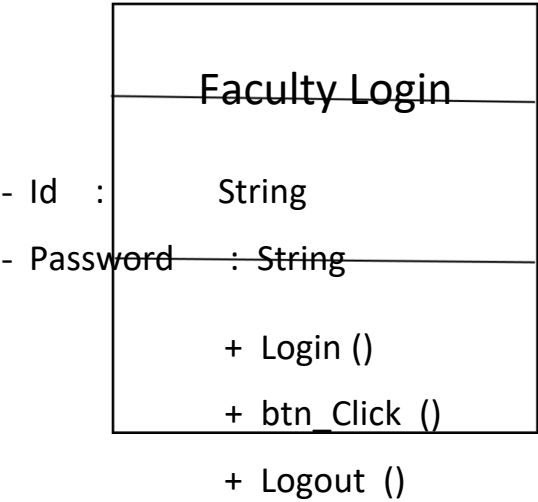 Faculty Login
- Id : String
- Password : String
+ Login ()
+ btn_Click ()
+ Logout ()